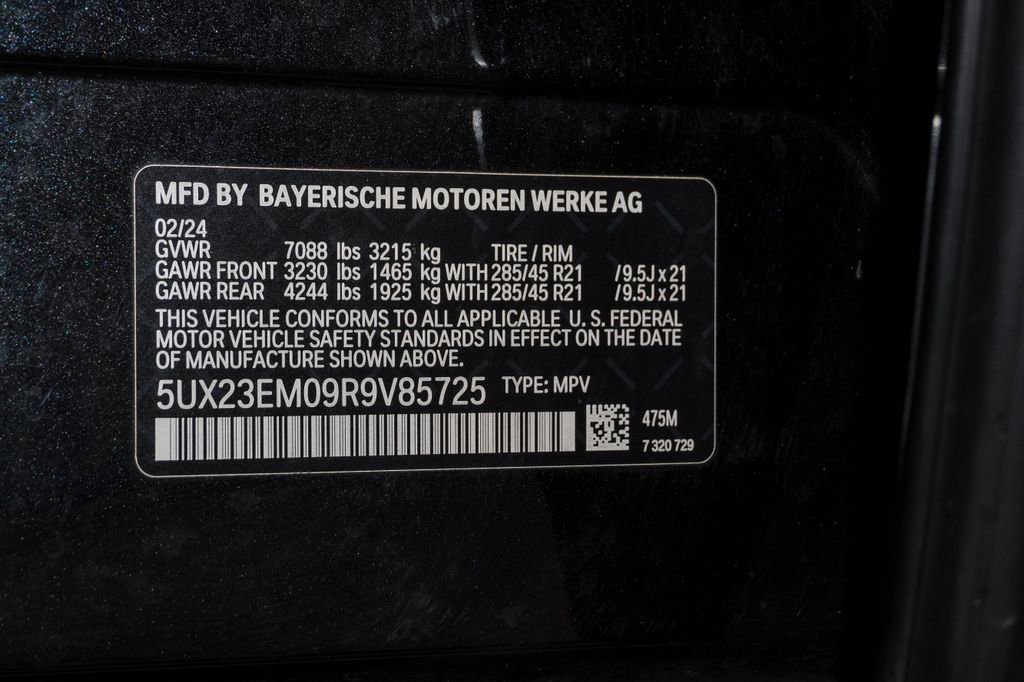 MFD BY BAYERISCHE MOTOREN WERKE AG
02/24
GVWR 7088 lbs 3215 kg TIRE / RIM
GAWR FRONT 3230 lbs 1465 kg WITH 285/45 R21 /9.5J x 21
GAWR REAR 4244 lbs 1925 kg WITH 285/45 R21 /9.5J x 21
THIS VEHICLE CONFORMS TO ALL APPLICABLE U. S. FEDERAL
MOTOR VEHICLE SAFETY STANDARDS IN EFFECT ON THE DATE
OF MANUFACTURE SHOWN ABOVE.
5UX23EM09R9V85725 TYPE: MPV
475M
7 320 729